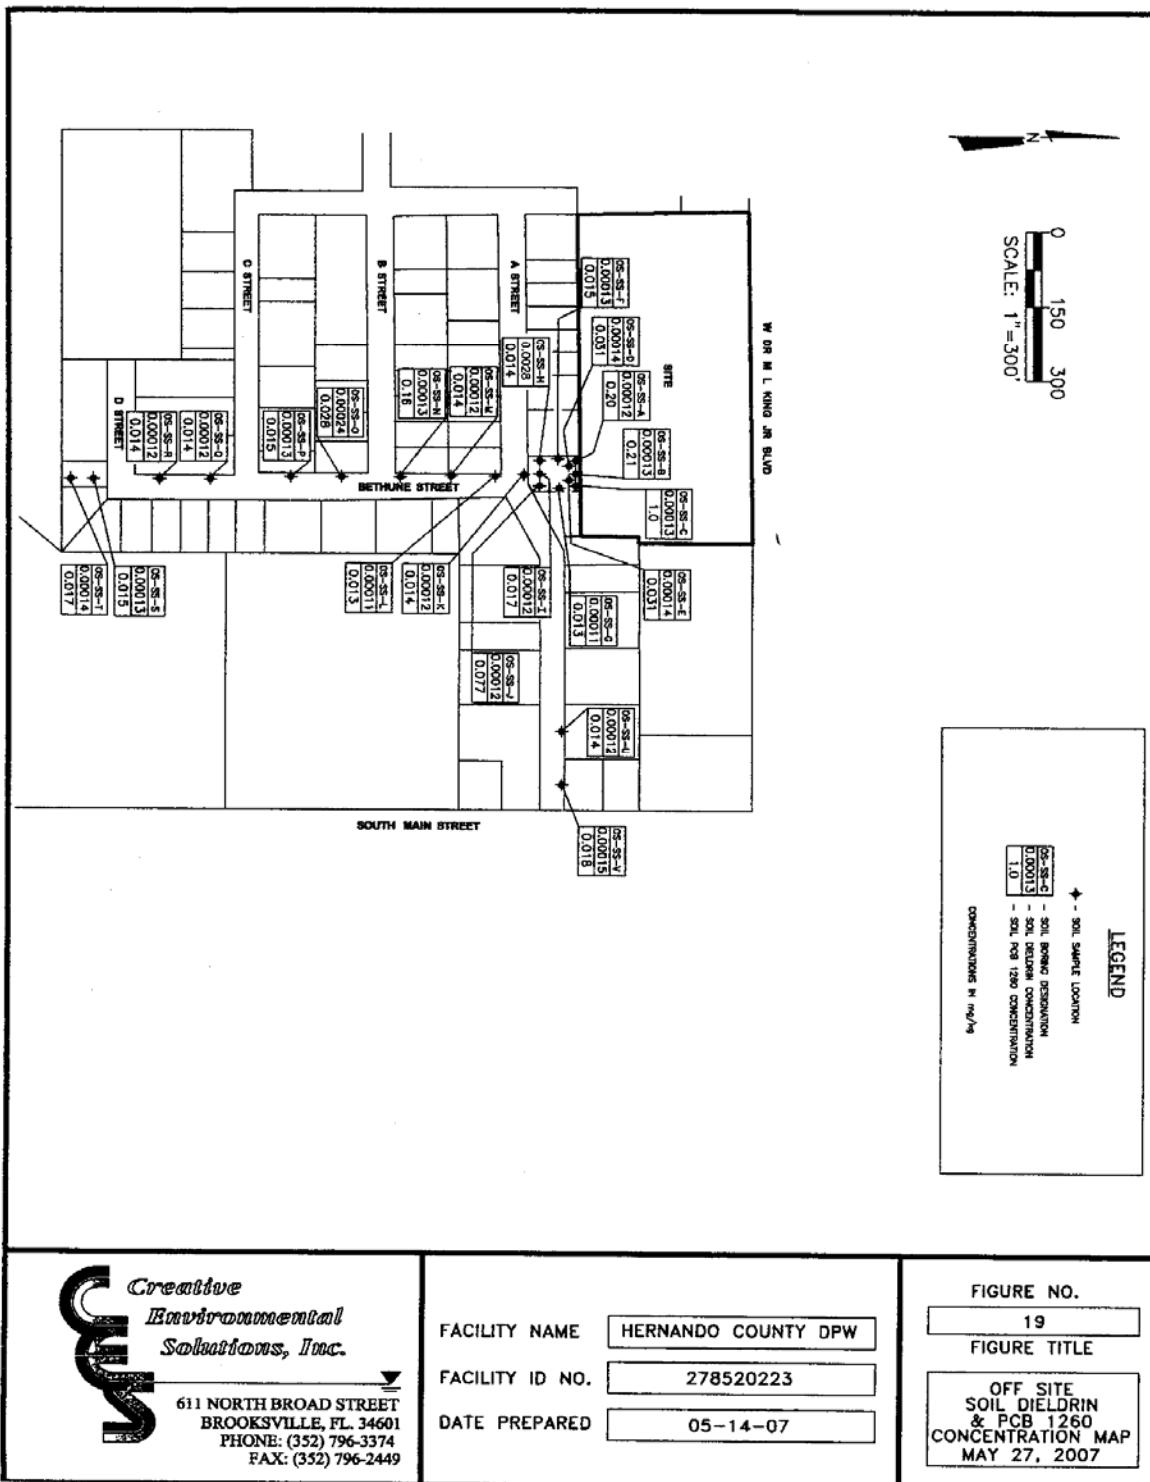 N
0 150 300
SCALE: 1"=300'
W DR M L KING JR BLVD
SITE
A STREET
B STREET
C STREET
D STREET
BETHUNE STREET
SOUTH MAIN STREET
OS-SS-F
0.00013
0.015
OS-SS-D
0.00014
0.031
OS-SS-A
0.00012
0.20
OS-SS-B
0.00013
0.21
OS-SS-C
0.00013
1.0
OS-SS-E
0.00014
0.031
OS-SS-H
0.0028
0.014
OS-SS-M
0.00012
0.014
OS-SS-N
0.00013
0.16
OS-SS-O
0.00024
0.028
OS-SS-P
0.00013
0.015
OS-SS-Q
0.00012
0.014
OS-SS-R
0.00012
0.014
OS-SS-G
0.00011
0.013
OS-SS-I
0.00012
0.017
OS-SS-K
0.00012
0.014
OS-SS-L
0.00011
0.013
OS-SS-S
0.00013
0.015
OS-SS-T
0.00014
0.017
OS-SS-J
0.00012
0.077
OS-SS-U
0.00012
0.014
OS-SS-V
0.00015
0.018
LEGEND
- SOIL SAMPLE LOCATION
OS-SS-C - SOIL BORING DESIGNATION
0.00013 - SOIL DIELDRIN CONCENTRATION
1.0 - SOIL PCB 1260 CONCENTRATION
CONCENTRATIONS IN mg/kg
CES
Creative
Environmental
Solutions, Inc.
611 NORTH BROAD STREET
BROOKSVILLE, FL. 34601
PHONE: (352) 796-3374
FAX: (352) 796-2449
FACILITY NAME HERNANDO COUNTY DPW
FACILITY ID NO. 278520223
DATE PREPARED 05-14-07
FIGURE NO.
19
FIGURE TITLE
OFF SITE
SOIL DIELDRIN
& PCB 1260
CONCENTRATION MAP
MAY 27, 2007